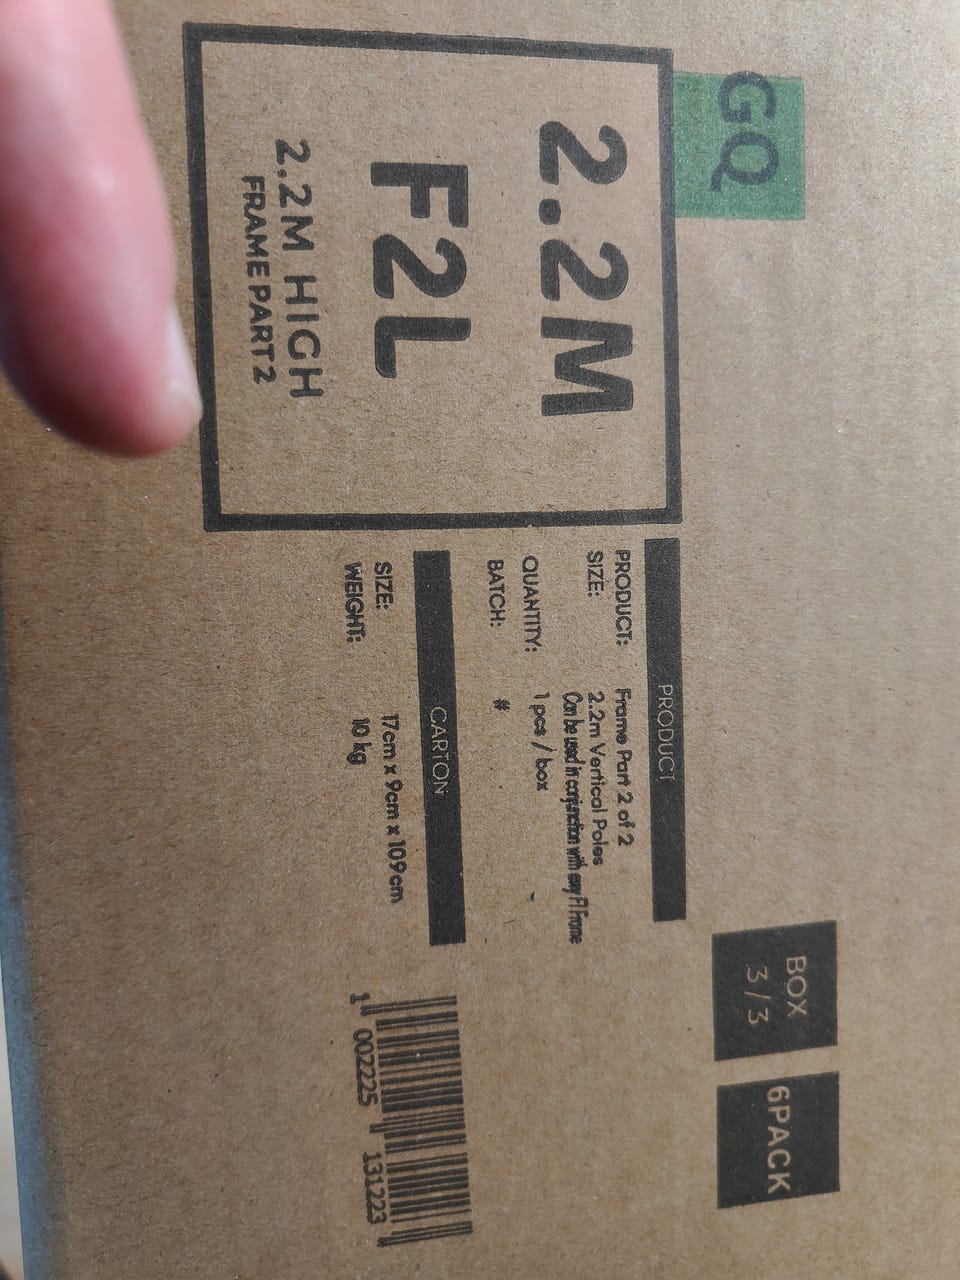 GQ
2.2M
F2L
2.2M HIGH
FRAME PART 2
PRODUCT
PRODUCT: Frame Part 2 of 2
SIZE: 2.2m Vertical Poles
Can be used in conjunction with any F1 Frame
QUANTITY: 1 pcs / box
BATCH: #
CARTON
SIZE: 17cm x 9cm x 109cm
WEIGHT: 10 kg
BOX
3/3
6PACK
1 002225 131223